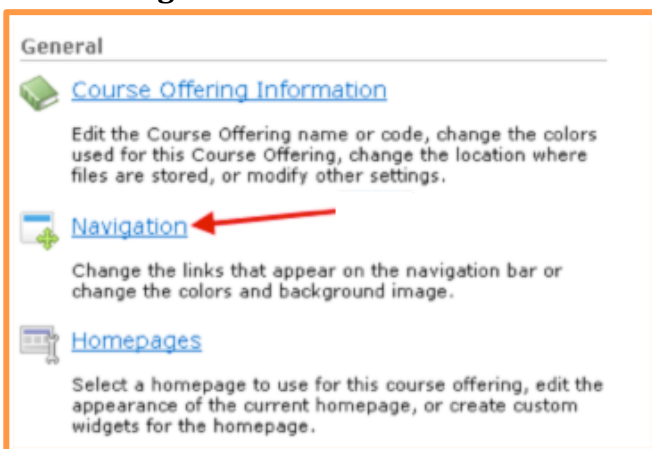 General
Course Offering Information
Edit the Course Offering name or code, change the colors
used for this Course Offering, change the location where
files are stored, or modify other settings.
Navigation
Change the links that appear on the navigation bar or
change the colors and background image.
Homepages
Select a homepage to use for this course offering, edit the
appearance of the current homepage, or create custom
widgets for the homepage.